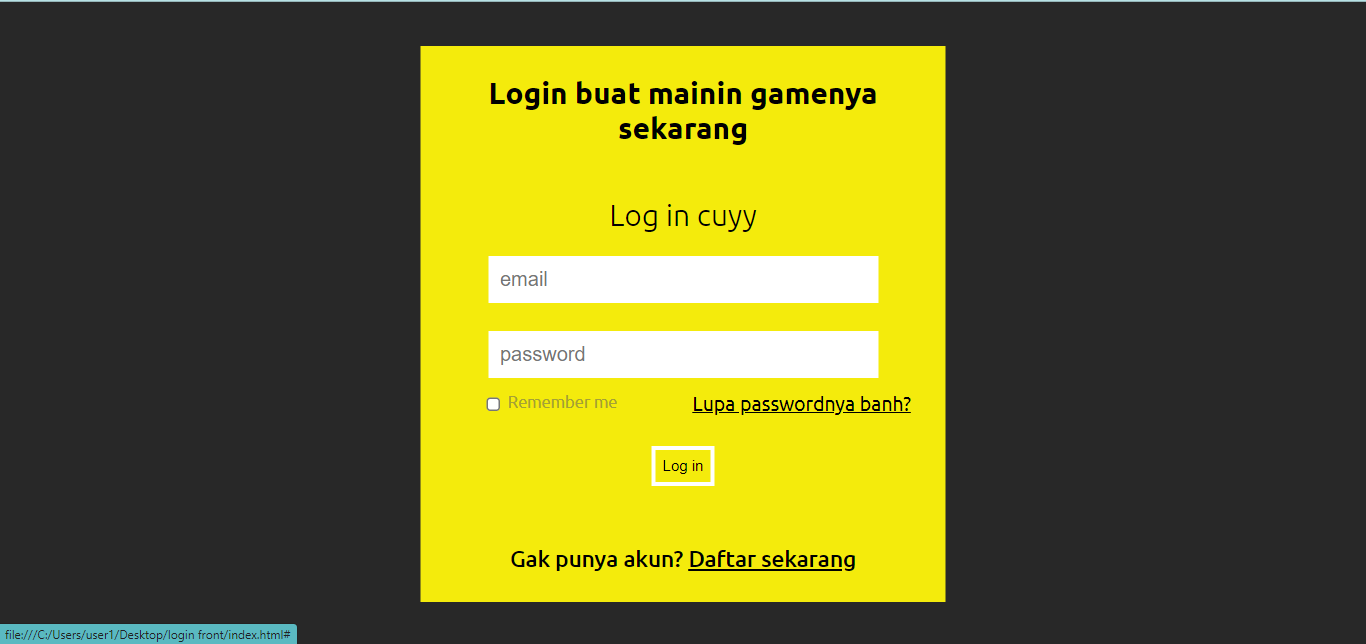 Login buat mainin gamenya
sekarang
Log in cuyy
email
password
Remember me
Lupa passwordnya banh?
Log in
Gak punya akun? Daftar sekarang
file:///C:/Users/user1/Desktop/login front/index.html#